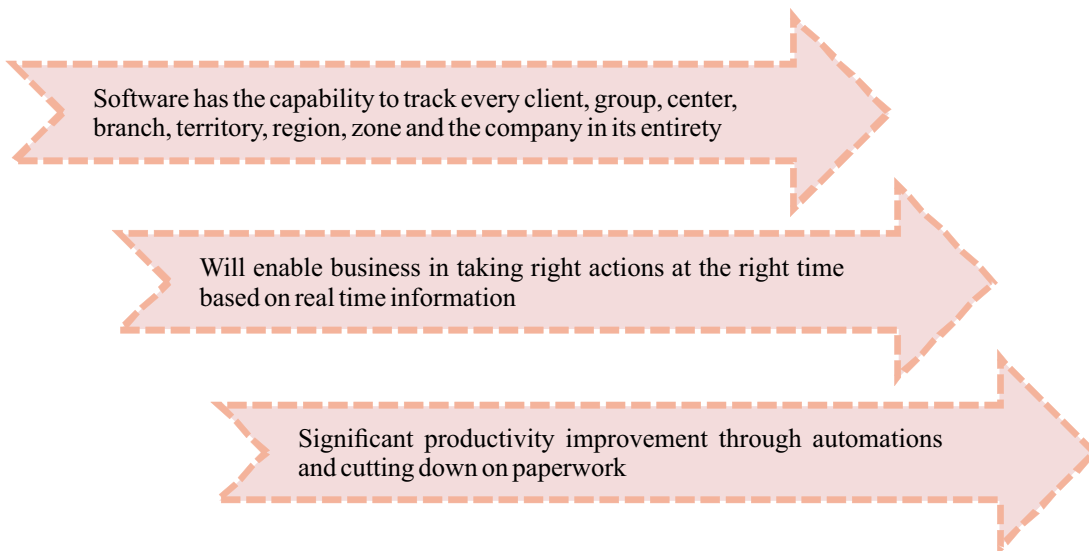 Software has the capability to track every client, group, center,
branch, territory, region, zone and the company in its entirety
Will enable business in taking right actions at the right time
based on real time information
Significant productivity improvement through automations
and cutting down on paperwork